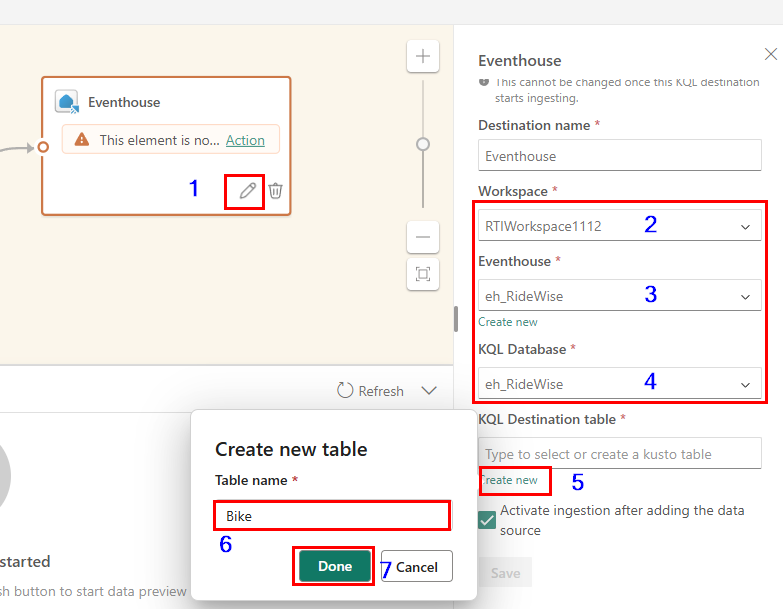 Eventhouse
This element is no... Action
1
Refresh
started
sh button to start data preview
Create new table
Table name *
Bike
6
Done
7
Cancel
Eventhouse
This cannot be changed once this KQL destination
starts ingesting.
Destination name *
Eventhouse
Workspace *
RTIWorkspace1112
2
Eventhouse *
eh_RideWise
3
Create new
KQL Database *
eh_RideWise
4
KQL Destination table *
Type to select or create a kusto table
Create new
5
Activate ingestion after adding the data
source
Save